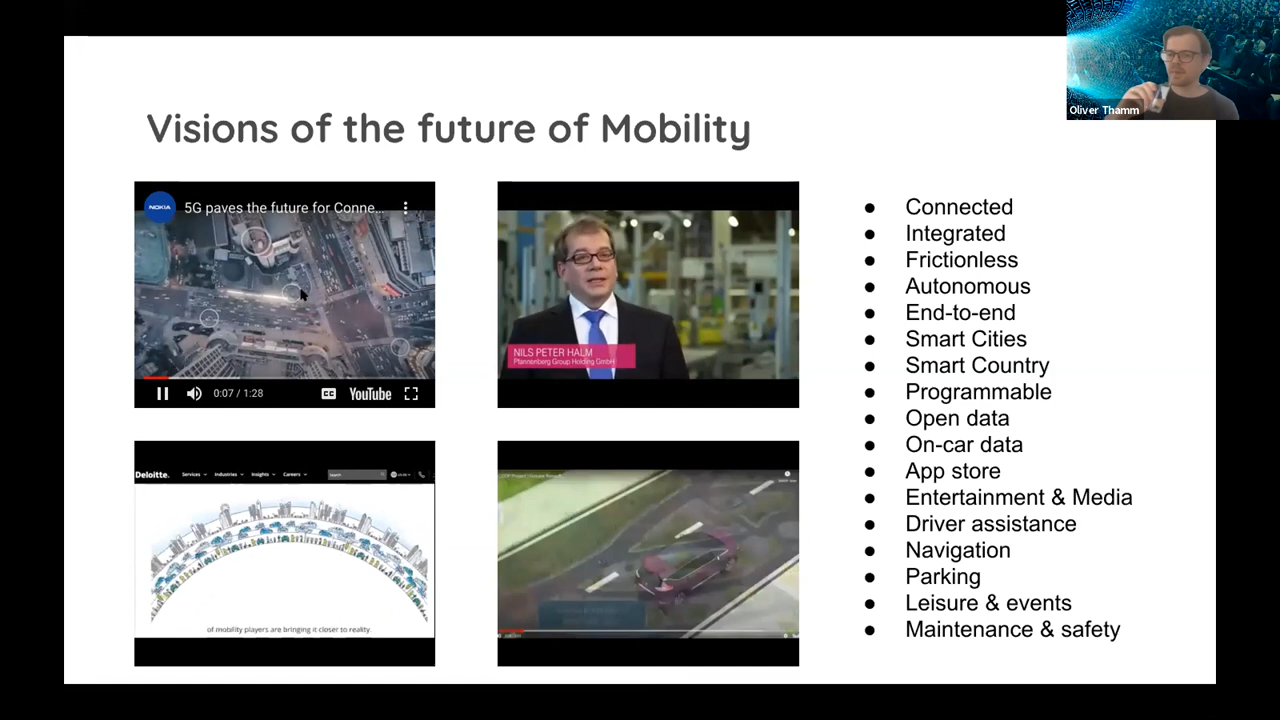 Oliver Thamm
Visions of the future of Mobility
NOKIA
5G paves the future for Conne...
0:07 / 1:28
CC
YouTube
NILS PETER HALM
Pfannenberg Group Holding GmbH
Deloitte.
Services
Industries
Insights
Careers
Search
of mobility players are bringing it closer to reality.
• Connected
• Integrated
• Frictionless
• Autonomous
• End-to-end
• Smart Cities
• Smart Country
• Programmable
• Open data
• On-car data
• App store
• Entertainment & Media
• Driver assistance
• Navigation
• Parking
• Leisure & events
• Maintenance & safety